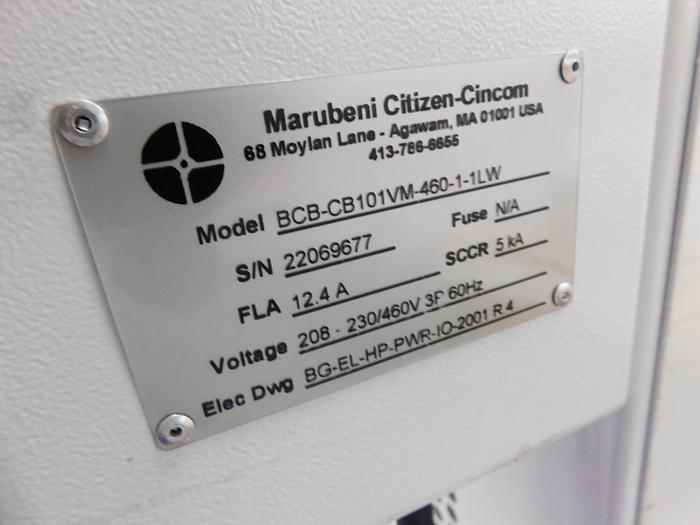 Marubeni Citizen-Cincom
68 Moylan Lane - Agawam, MA 01001 USA
413-786-6655
Model BCB-CB101VM-460-1-1LW
S/N 22069677 Fuse N/A
FLA 12.4 A SCCR 5 kA
Voltage 208 - 230/460V 3P 60Hz
Elec Dwg BG-EL-HP-PWR-IO-2001 R 4